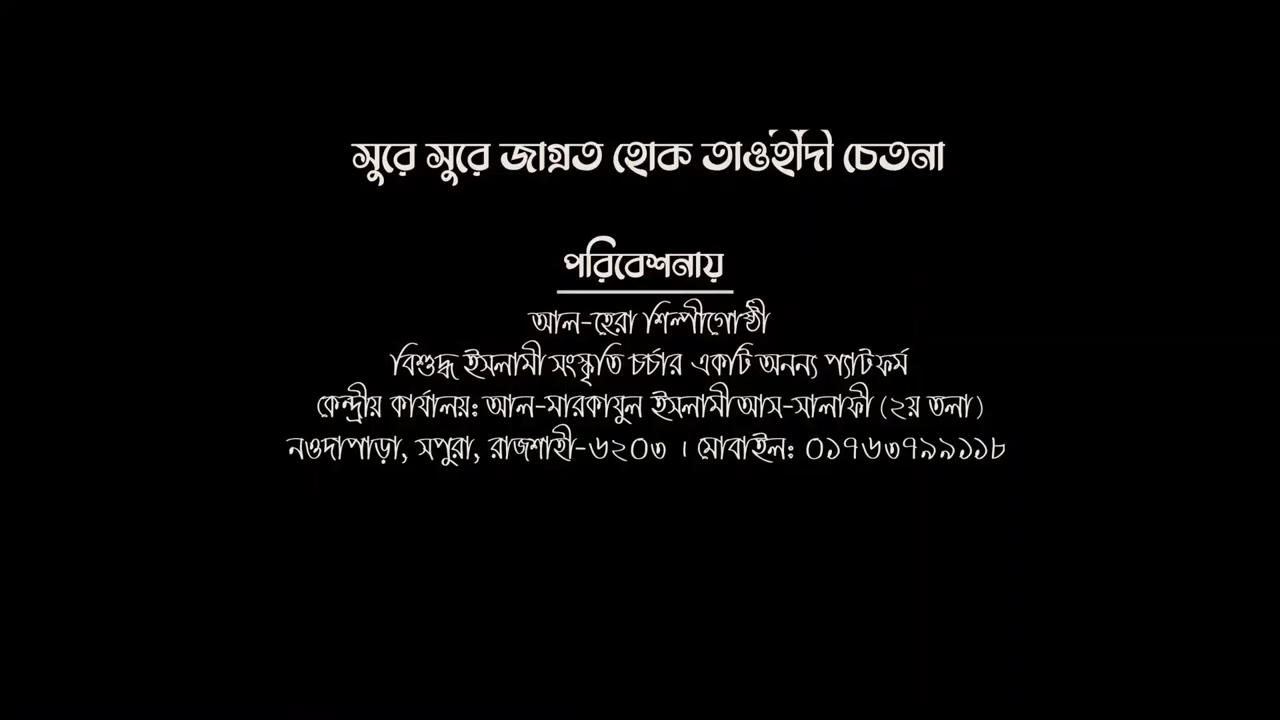 সুরে সুরে জাগ্রত হোক তাওহীদী চেতনা
পরিবেশনায়
আল-হেরা শিল্পীগোষ্ঠী
বিশুদ্ধ ইসলামী সংস্কৃতি চর্চার একটি অনন্য প্যাটফর্ম
কেন্দ্রীয় কার্যালয়: আল-মারকাযুল ইসলামী আস-সালাফী (২য় তলা)
নওদাপাড়া, সপুরা, রাজশাহী-৬২০৩ । মোবাইল: ০১৭৬৩৭৯৯১১৮